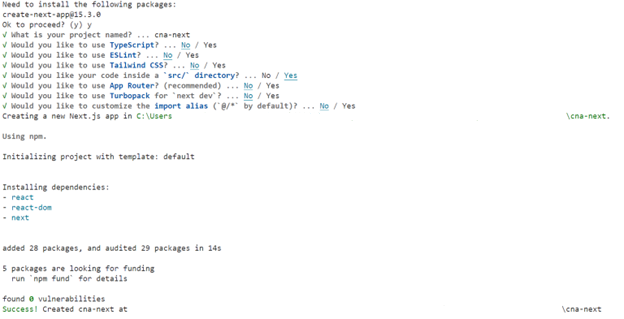 Need to install the following packages:
create-next-app@15.3.0
Ok to proceed? (y) y
√ What is your project named? ... cna-next
√ Would you like to use TypeScript? ... No / Yes
√ Would you like to use ESLint? ... No / Yes
√ Would you like to use Tailwind CSS? ... No / Yes
√ Would you like your code inside a `src/` directory? ... No / Yes
√ Would you like to use App Router? (recommended) ... No / Yes
√ Would you like to use Turbopack for `next dev`? ... No / Yes
√ Would you like to customize the import alias (`@/*` by default)? ... No / Yes
Creating a new Next.js app in C:\Users \cna-next.
Using npm.
Initializing project with template: default
Installing dependencies:
- react
- react-dom
- next
added 28 packages, and audited 29 packages in 14s
5 packages are looking for funding
run `npm fund` for details
found 0 vulnerabilities
Success! Created cna-next at \cna-next